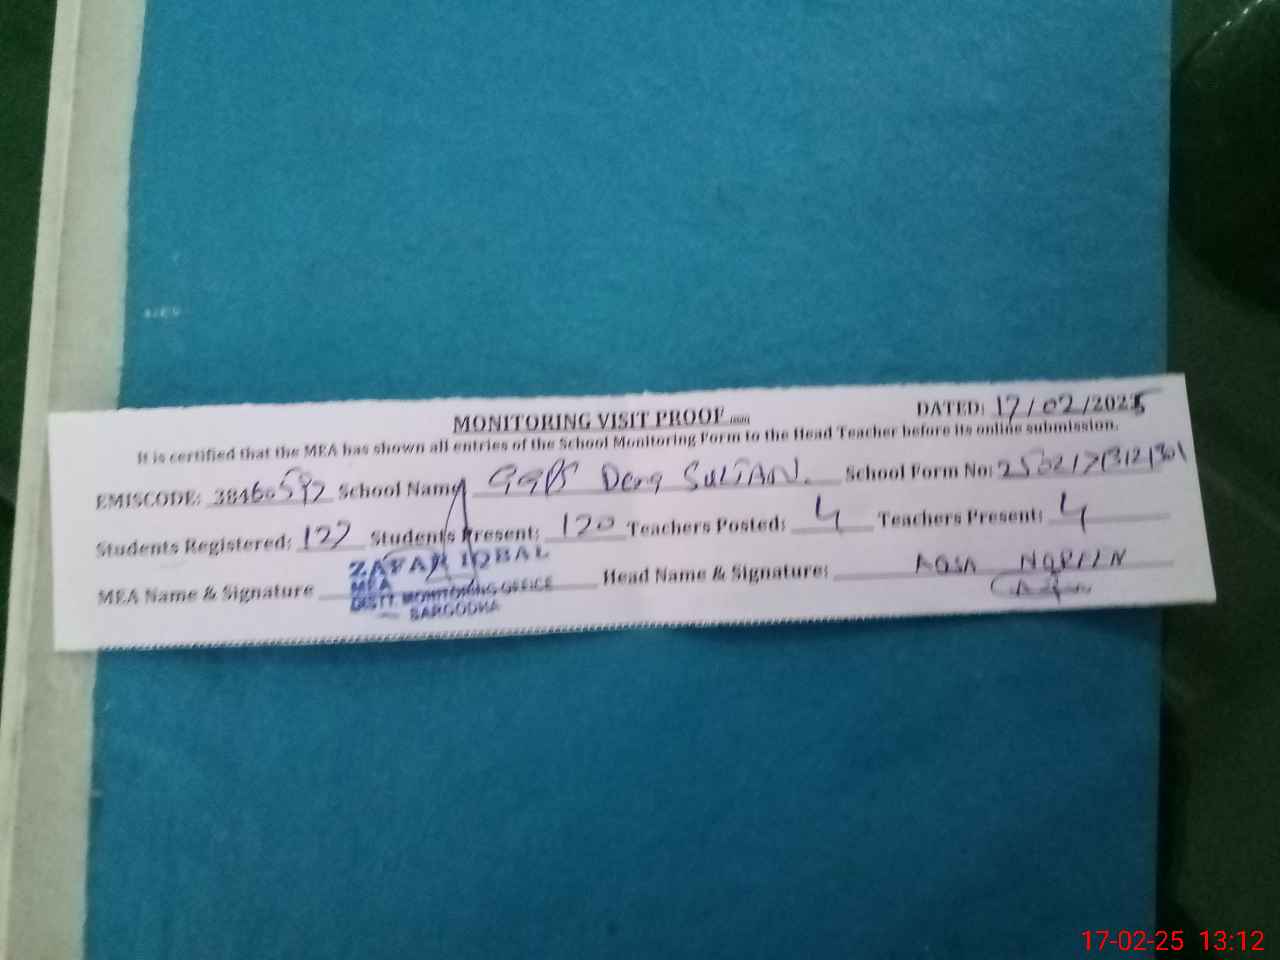 MONITORING VISIT PROOF
DATED: 17/02/2025
It is certified that the MEA has shown all entries of the School Monitoring Form to the Head Teacher before its online submission.
EMISCODE: 38460592 School Name GGPS Dera SULTAN. School Form No:
Students Registered: 127 Students Present: 120 Teachers Posted: 4 Teachers Present: 4
MEA Name & Signature ZAFAR IQBAL Head Name & Signature: AQSA NOREEN
MEA
DISTT. MONITORING OFFICE
SARGODHA
17-02-25 13:12